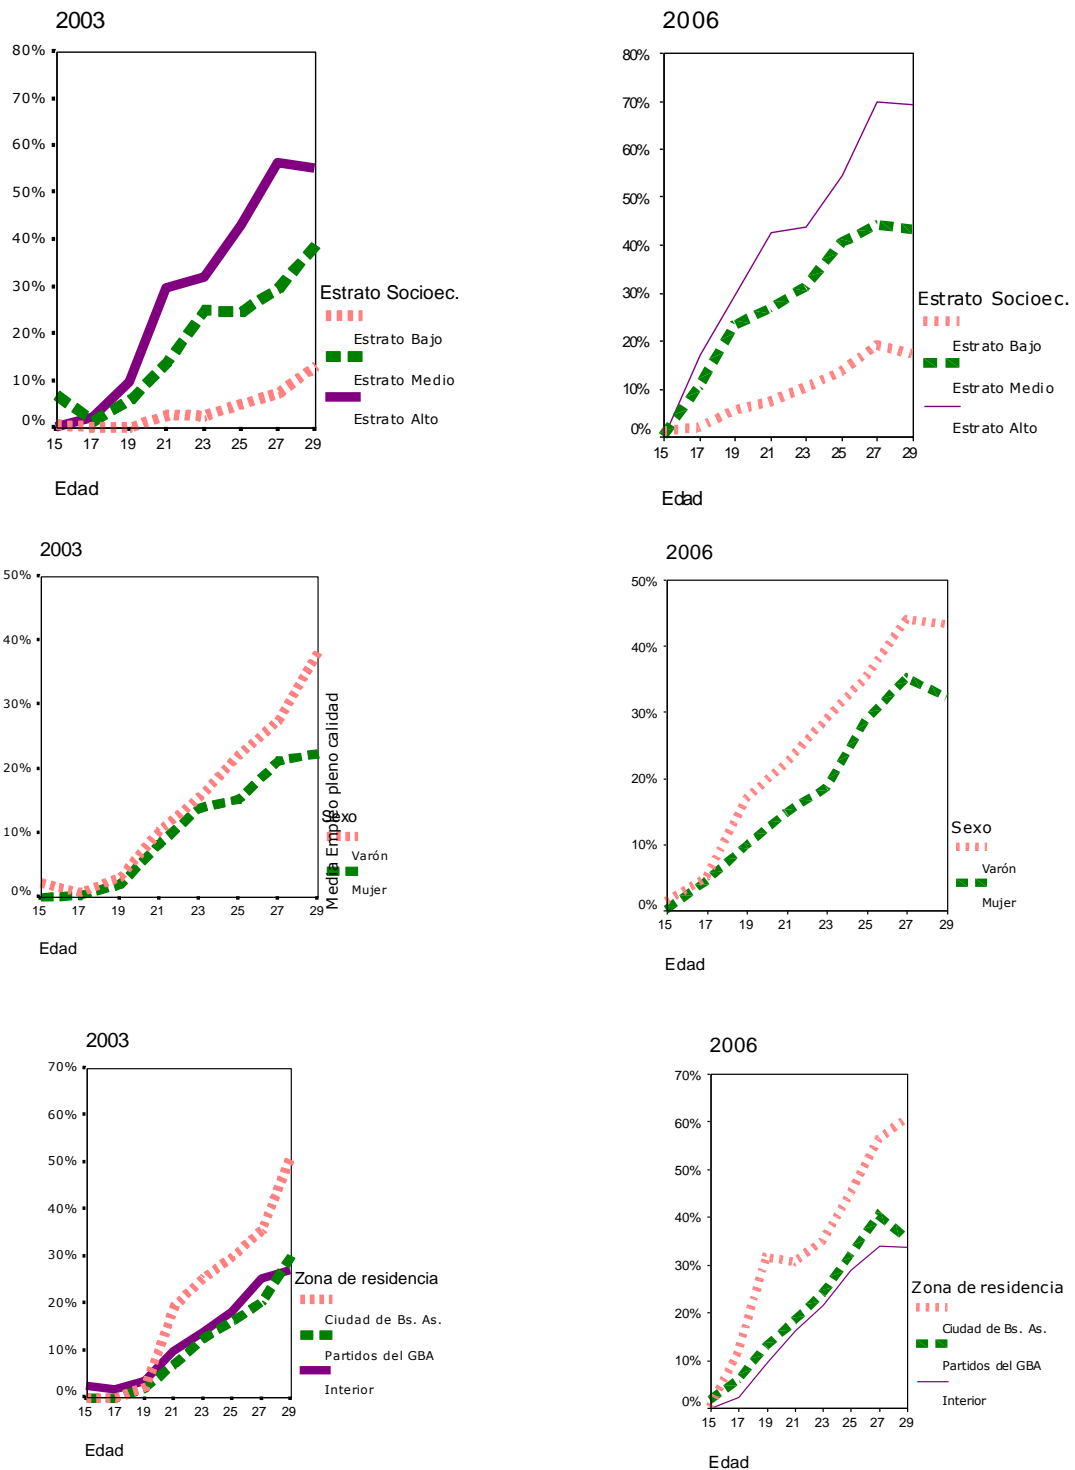 2003
80%
70%
60%
50%
40%
30%
20%
10%
0%
15 17 19 21 23 25 27 29
Edad
Estrato Socioec.
Estrato Bajo
Estrato Medio
Estrato Alto
2006
80%
70%
60%
50%
40%
30%
20%
10%
0%
15 17 19 21 23 25 27 29
Edad
Estrato Socioec.
Estrato Bajo
Estrato Medio
Estrato Alto
2003
50%
40%
30%
20%
10%
0%
15 17 19 21 23 25 27 29
Edad
Sexo
Varón
Mujer
Media Empleo pleno calidad
2006
50%
40%
30%
20%
10%
0%
15 17 19 21 23 25 27 29
Edad
Sexo
Varón
Mujer
2003
70%
60%
50%
40%
30%
20%
10%
0%
15 17 19 21 23 25 27 29
Edad
Zona de residencia
Ciudad de Bs. As.
Partidos del GBA
Interior
2006
70%
60%
50%
40%
30%
20%
10%
0%
15 17 19 21 23 25 27 29
Edad
Zona de residencia
Ciudad de Bs. As.
Partidos del GBA
Interior